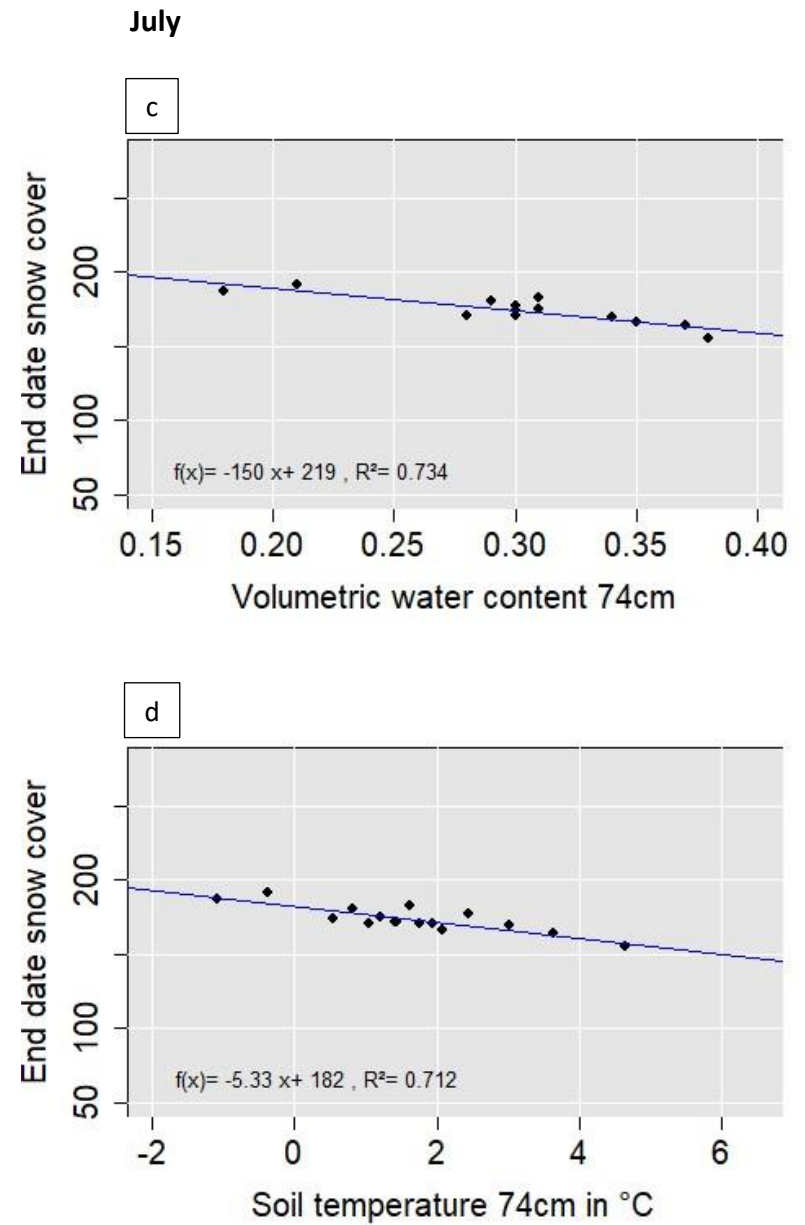 July
c
End date snow cover
200
100
50
f(x)= -150 x+ 219 , R²= 0.734
0.15 0.20 0.25 0.30 0.35 0.40
Volumetric water content 74cm
d
End date snow cover
200
100
50
f(x)= -5.33 x+ 182 , R²= 0.712
-2 0 2 4 6
Soil temperature 74cm in °C